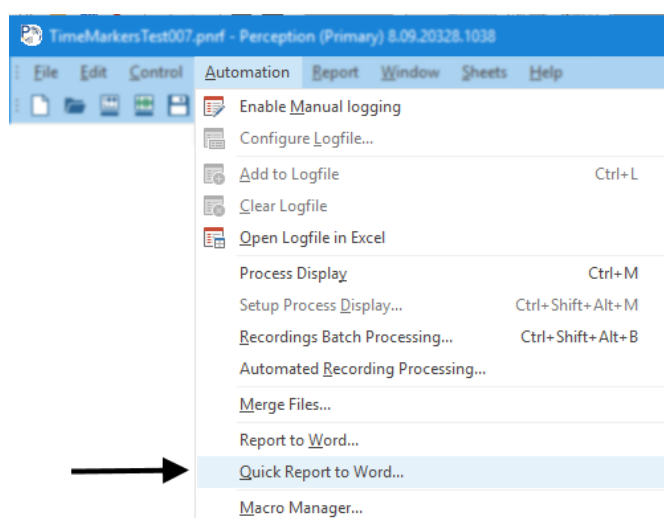 TimeMarkersTest007.pnrf - Perception (Primary) 8.09.20328.1038
File Edit Control Automation Report Window Sheets Help
Enable Manual logging
Configure Logfile...
Add to Logfile Ctrl+L
Clear Logfile
Open Logfile in Excel
Process Display Ctrl+M
Setup Process Display... Ctrl+Shift+Alt+M
Recordings Batch Processing... Ctrl+Shift+Alt+B
Automated Recording Processing...
Merge Files...
Report to Word...
Quick Report to Word...
Macro Manager...